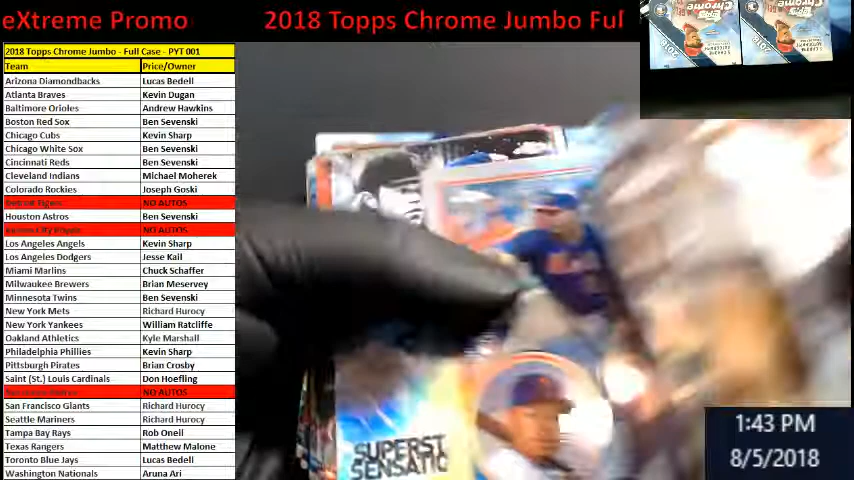 eXtreme Promo
2018 Topps Chrome Jumbo Ful
2018 Topps Chrome Jumbo - Full Case - PYT 001
Team Price/Owner
Arizona Diamondbacks Lucas Bedell
Atlanta Braves Kevin Dugan
Baltimore Orioles Andrew Hawkins
Boston Red Sox Ben Sevenski
Chicago Cubs Kevin Sharp
Chicago White Sox Ben Sevenski
Cincinnati Reds Ben Sevenski
Cleveland Indians Michael Moherek
Colorado Rockies Joseph Goski
Detroit Tigers NO AUTOS
Houston Astros Ben Sevenski
Kansas City Royals NO AUTOS
Los Angeles Angels Kevin Sharp
Los Angeles Dodgers Jesse Kail
Miami Marlins Chuck Schaffer
Milwaukee Brewers Brian Meservey
Minnesota Twins Ben Sevenski
New York Mets Richard Hurocy
New York Yankees William Ratcliffe
Oakland Athletics Kyle Marshall
Philadelphia Phillies Kevin Sharp
Pittsburgh Pirates Brian Crosby
Saint (St.) Louis Cardinals Don Hoefling
NO AUTOS
San Francisco Giants Richard Hurocy
Seattle Mariners Richard Hurocy
Tampa Bay Rays Rob Onell
Texas Rangers Matthew Malone
Toronto Blue Jays Lucas Bedell
Washington Nationals Aruna Ari
SUPERST
SENSATIO
1:43 PM
8/5/2018